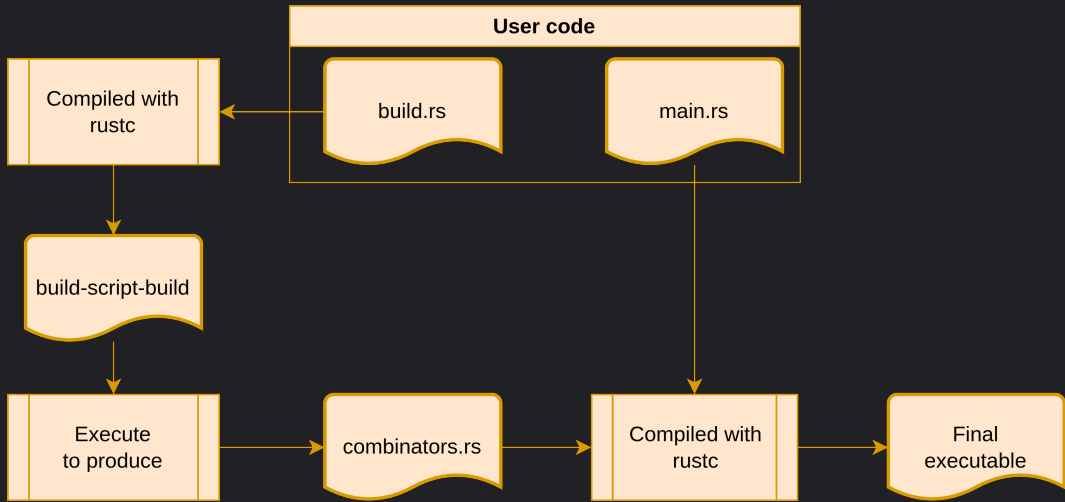 User code
Compiled with
rustc
build.rs
main.rs
build-script-build
Execute
to produce
combinators.rs
Compiled with
rustc
Final
executable